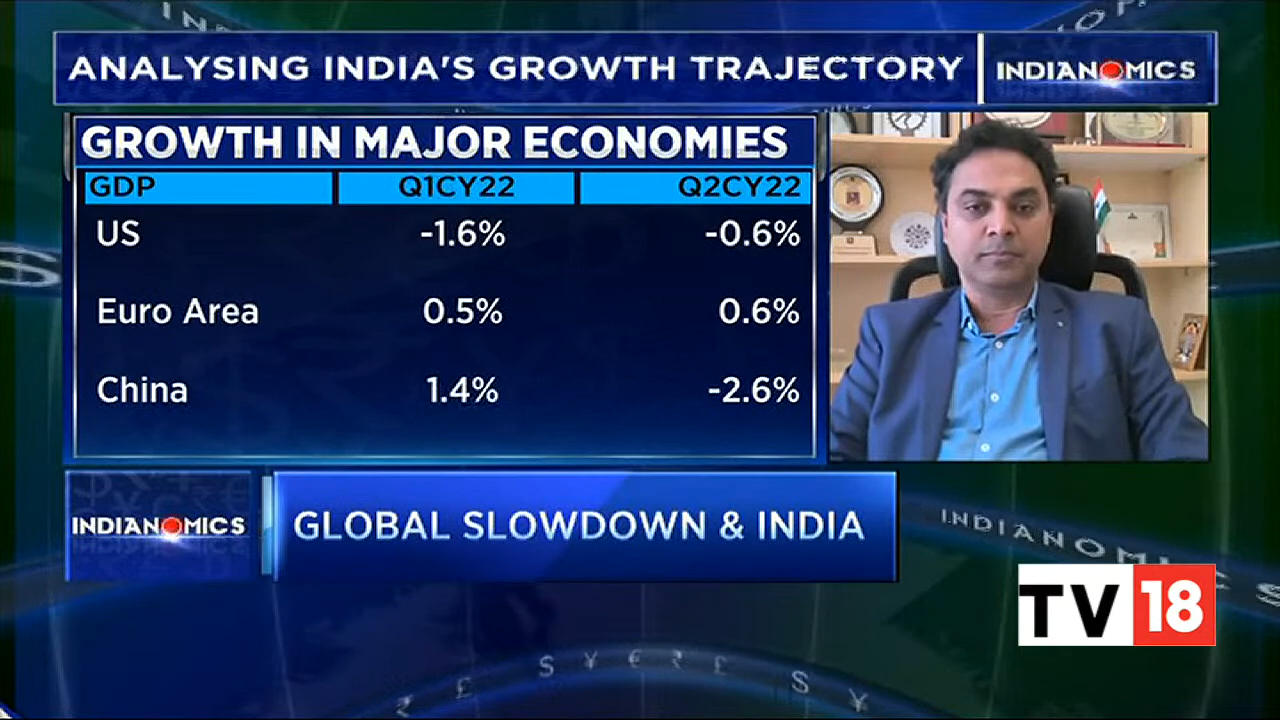 ANALYSING INDIA'S GROWTH TRAJECTORY
INDIANOMICS
GROWTH IN MAJOR ECONOMIES
GDP Q1CY22 Q2CY22
US -1.6% -0.6%
Euro Area 0.5% 0.6%
China 1.4% -2.6%
INDIANOMICS
GLOBAL SLOWDOWN & INDIA
INDIANOMICS
TV18
$ ¥ € ₹ £ $ ¥
₹ £